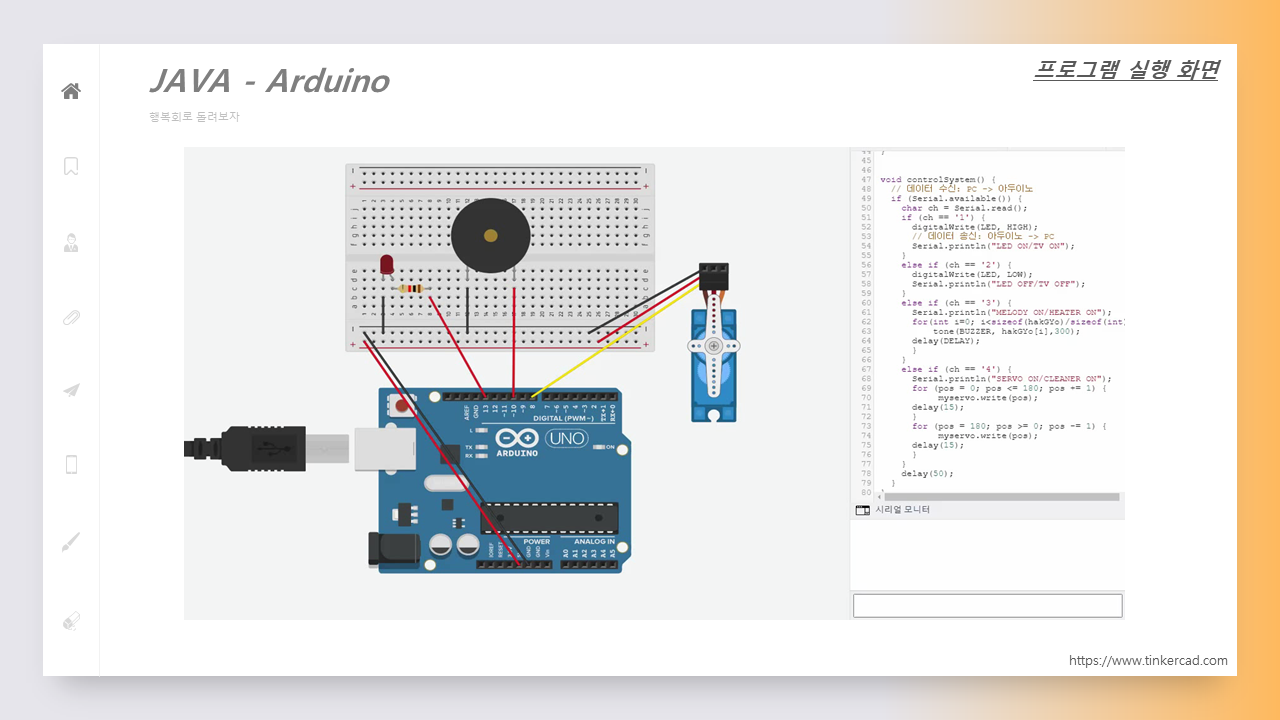 JAVA - Arduino
프로그램 실행 화면
행복회로 돌려보자
AREF
GND
13
12
~11
~10
~9
8
7
~6
~5
4
~3
2
TX→1
RX←0
DIGITAL (PWM~)
L
TX
RX
UNO
ON
ARDUINO
POWER
ANALOG IN
IOREF
RESET
GND
GND
Vin
A0
A1
A2
A3
A4
A5
45
46
47 void controlSystem() {
48 // 데이터 수신: PC -> 아두이노
49 if (Serial.available()) {
50 char ch = Serial.read();
51 if (ch == '1') {
52 digitalWrite(LED, HIGH);
53 // 데이터 송신: 아두이노 -> PC
54 Serial.println("LED ON/TV ON");
55 }
56 else if (ch == '2') {
57 digitalWrite(LED, LOW);
58 Serial.println("LED OFF/TV OFF");
59 }
60 else if (ch == '3') {
61 Serial.println("MELODY ON/HEATER ON");
62 for(int i=0; i<sizeof(hakGYo)/sizeof(int)
63 tone(BUZZER, hakGYo[i],300);
64 delay(DELAY);
65 }
66 }
67 else if (ch == '4') {
68 Serial.println("SERVO ON/CLEANER ON");
69 for (pos = 0; pos <= 180; pos += 1) {
70 myservo.write(pos);
71 delay(15);
72 }
73 for (pos = 180; pos >= 0; pos -= 1) {
74 myservo.write(pos);
75 delay(15);
76 }
77 }
78 delay(50);
79 }
80
시리얼 모니터
https://www.tinkercad.com